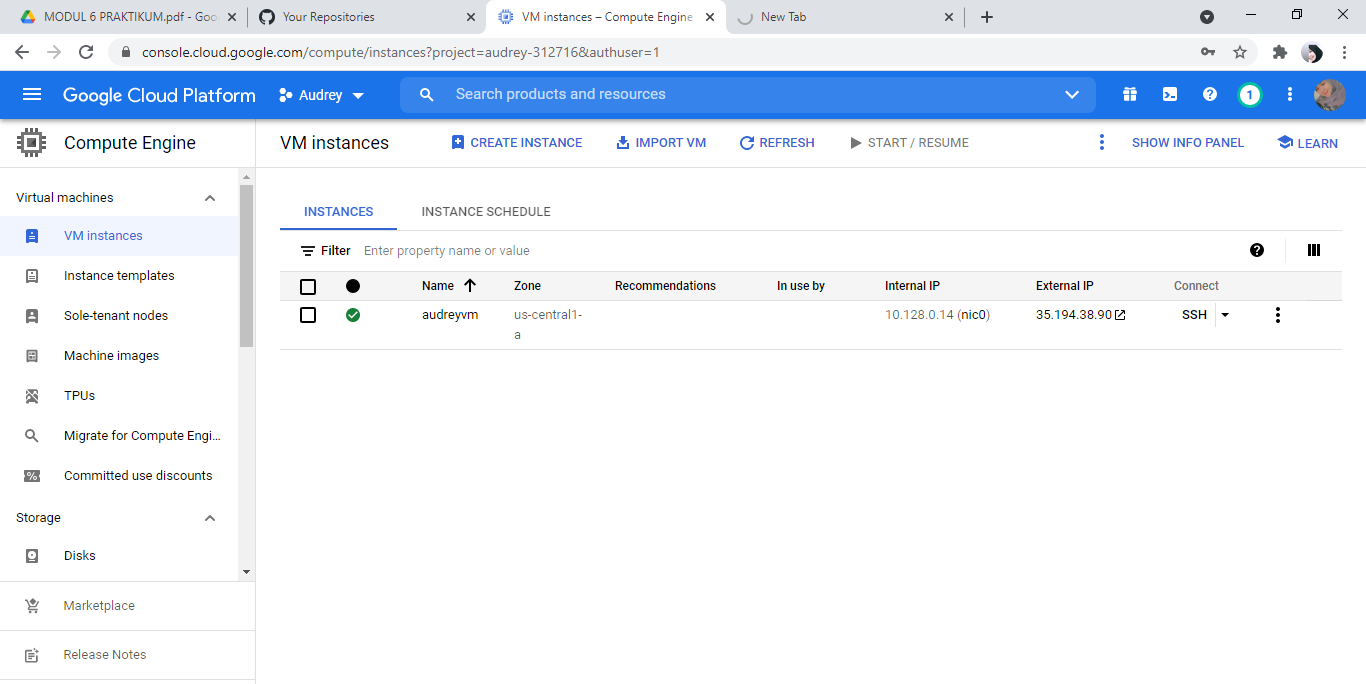 MODUL 6 PRAKTIKUM.pdf - Goo
Your Repositories
VM instances – Compute Engine
New Tab
console.cloud.google.com/compute/instances?project=audrey-312716&authuser=1
Google Cloud Platform
Audrey
Search products and resources
1
Compute Engine
VM instances
CREATE INSTANCE
IMPORT VM
REFRESH
START / RESUME
SHOW INFO PANEL
LEARN
Virtual machines
VM instances
Instance templates
Sole-tenant nodes
Machine images
TPUs
Migrate for Compute Engi...
Committed use discounts
Storage
Disks
Marketplace
Release Notes
INSTANCES
INSTANCE SCHEDULE
Filter
Enter property name or value
Name
Zone
Recommendations
In use by
Internal IP
External IP
Connect
audreyvm
us-central1-
a
10.128.0.14 (nic0)
35.194.38.90
SSH